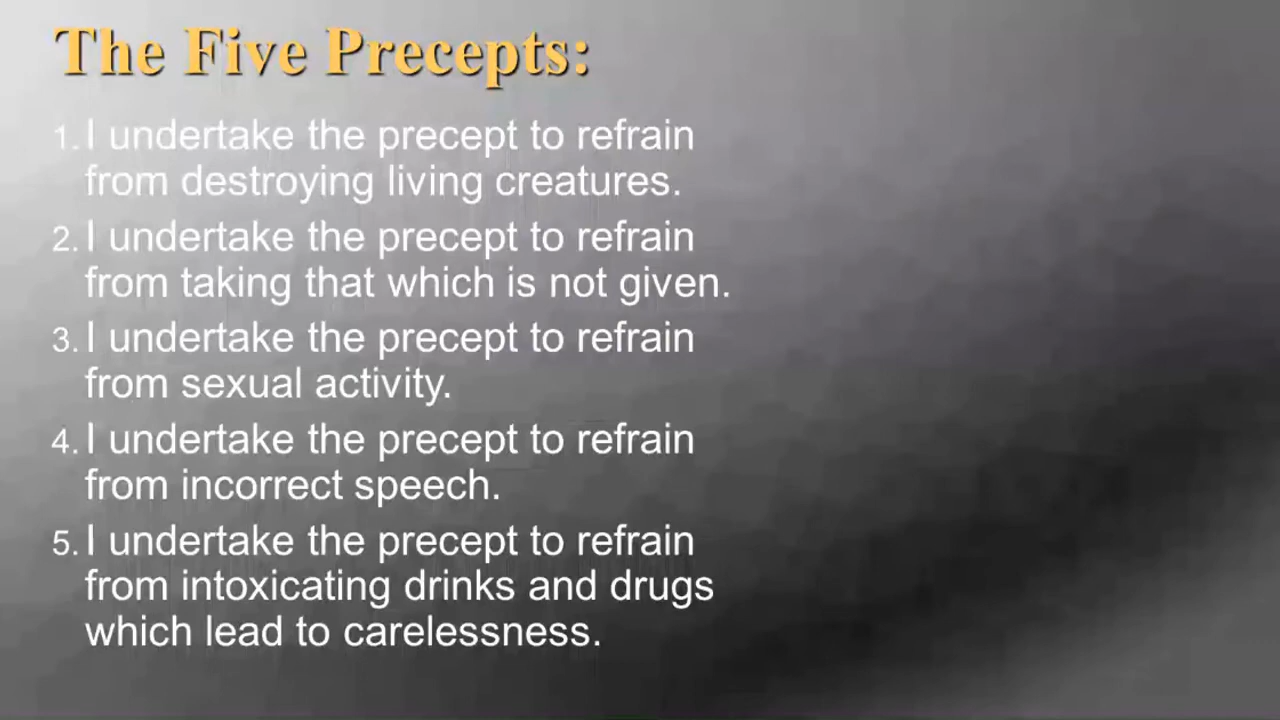 The Five Precepts:
1. I undertake the precept to refrain
from destroying living creatures.
2. I undertake the precept to refrain
from taking that which is not given.
3. I undertake the precept to refrain
from sexual activity.
4. I undertake the precept to refrain
from incorrect speech.
5. I undertake the precept to refrain
from intoxicating drinks and drugs
which lead to carelessness.